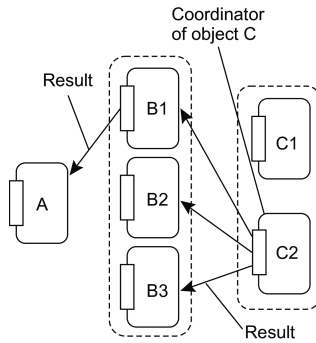 Coordinator
of object C
Result
B1
C1
A
B2
C2
B3
Result